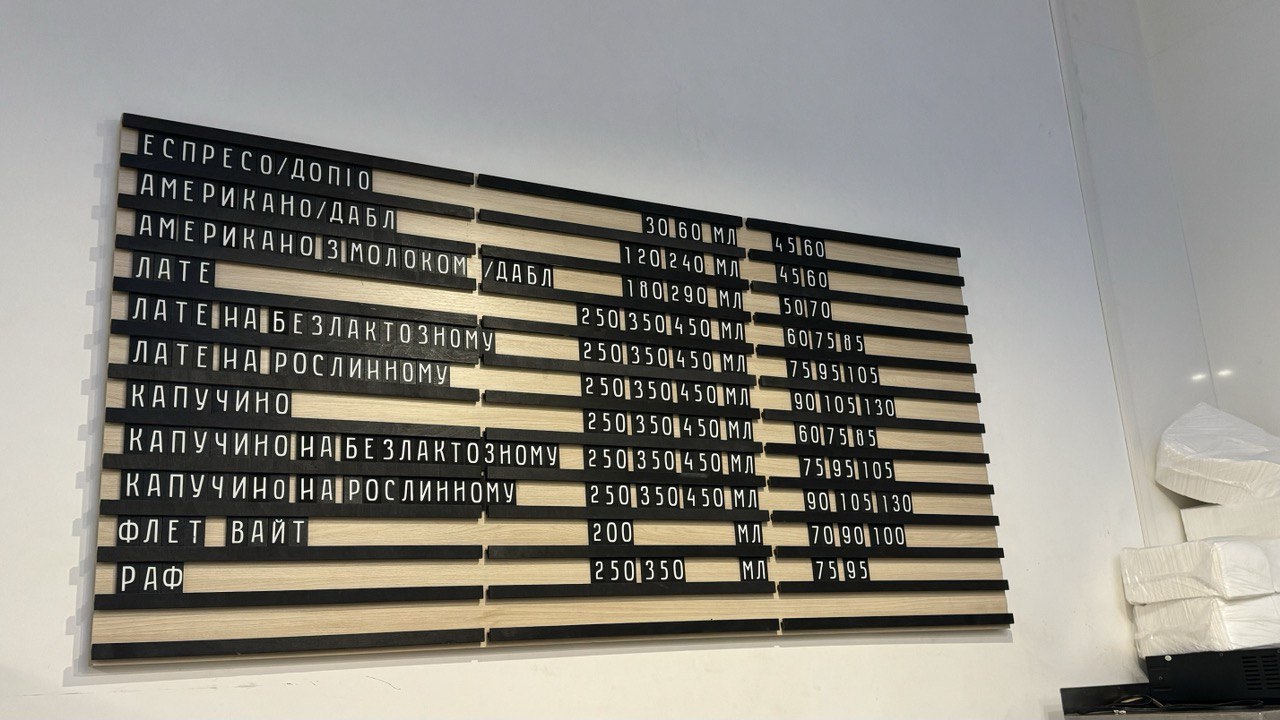 ЕСПРЕСО/ДОПІО 30 60 МЛ 45 60
АМЕРИКАНО/ДАБЛ 120 240 МЛ 45 60
АМЕРИКАНО З МОЛОКОМ /ДАБЛ 180 290 МЛ 50 70
ЛАТЕ 250 350 450 МЛ 60 75 85
ЛАТЕ НА БЕЗЛАКТОЗНОМУ 250 350 450 МЛ 75 95 105
ЛАТЕ НА РОСЛИННОМУ 250 350 450 МЛ 90 105 130
КАПУЧИНО 250 350 450 МЛ 60 75 85
КАПУЧИНО НА БЕЗЛАКТОЗНОМУ 250 350 450 МЛ 75 95 105
КАПУЧИНО НА РОСЛИННОМУ 250 350 450 МЛ 90 105 130
ФЛЕТ ВАЙТ 200 МЛ 70 90 100
РАФ 250 350 МЛ 75 95